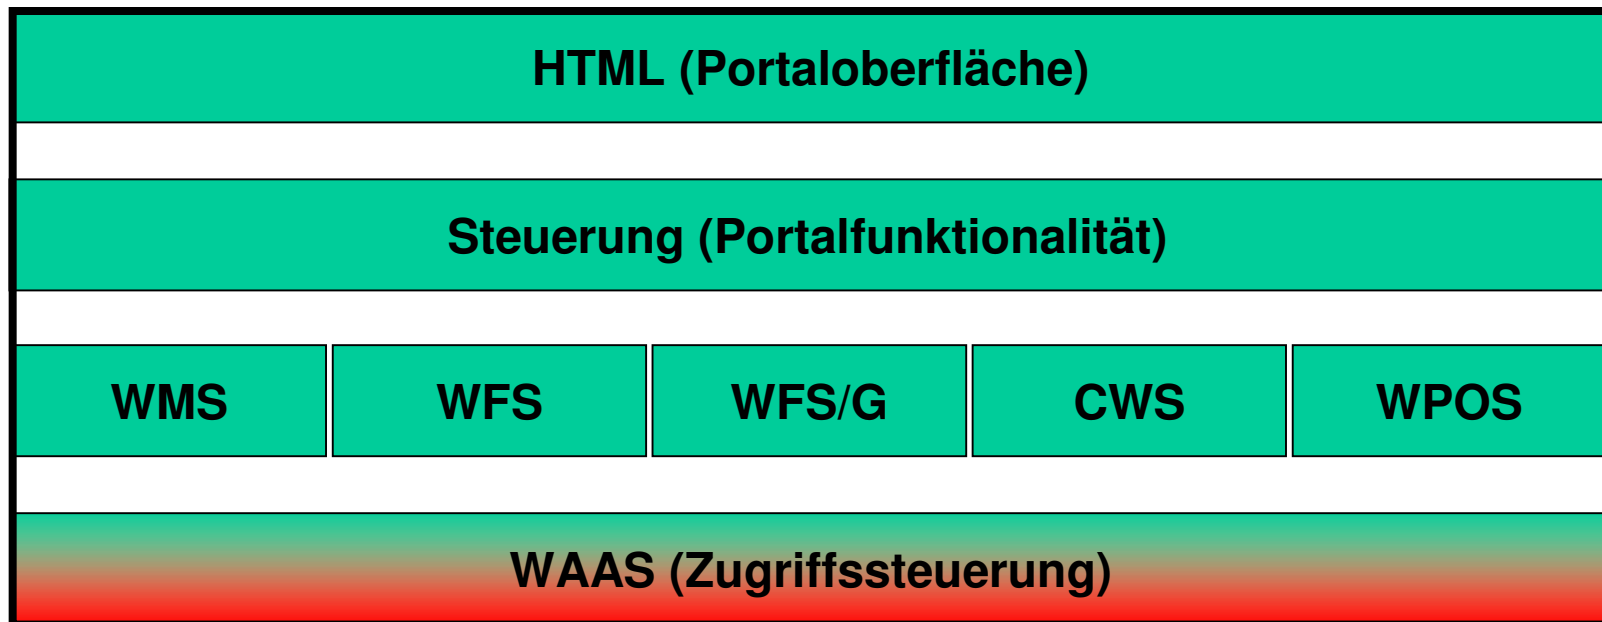 HTML (Portaloberfläche)
Steuerung (Portalfunktionalität)
WMS WFS WFS/G CWS WPOS
WAAS (Zugriffssteuerung)